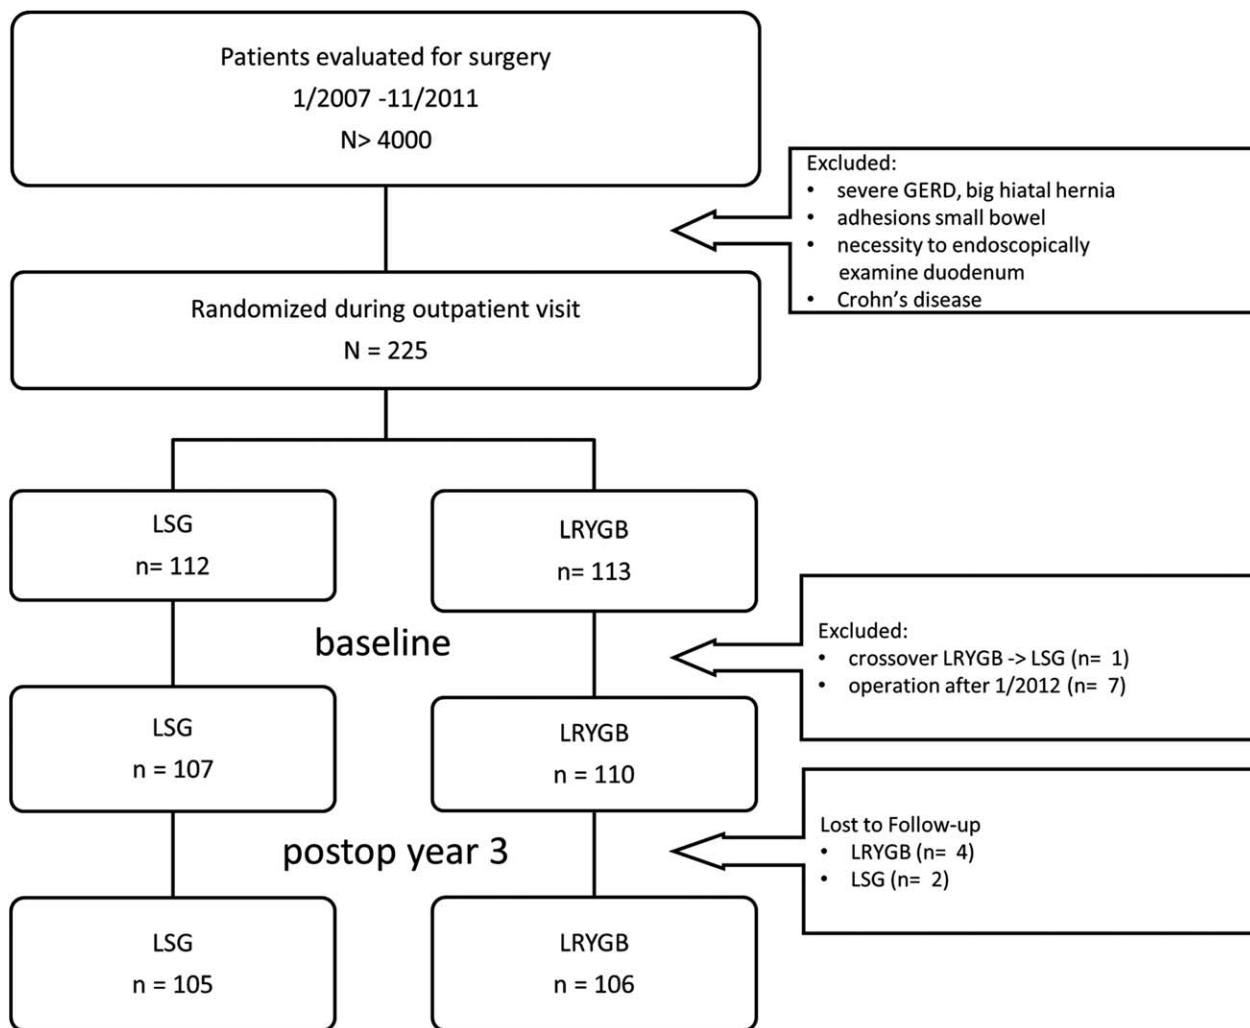 Patients evaluated for surgery
1/2007 -11/2011
N> 4000
Excluded:
• severe GERD, big hiatal hernia
• adhesions small bowel
• necessity to endoscopically
examine duodenum
• Crohn's disease
Randomized during outpatient visit
N = 225
LSG
n= 112
LRYGB
n= 113
baseline
Excluded:
• crossover LRYGB -> LSG (n= 1)
• operation after 1/2012 (n= 7)
LSG
n = 107
LRYGB
n = 110
postop year 3
Lost to Follow-up
• LRYGB (n= 4)
• LSG (n= 2)
LSG
n = 105
LRYGB
n = 106